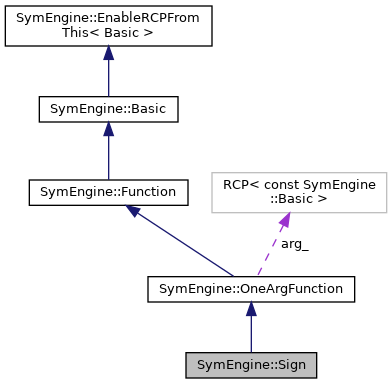 SymEngine::EnableRCPFrom
This< Basic >
SymEngine::Basic
SymEngine::Function
RCP< const SymEngine
::Basic >
arg_
SymEngine::OneArgFunction
SymEngine::Sign